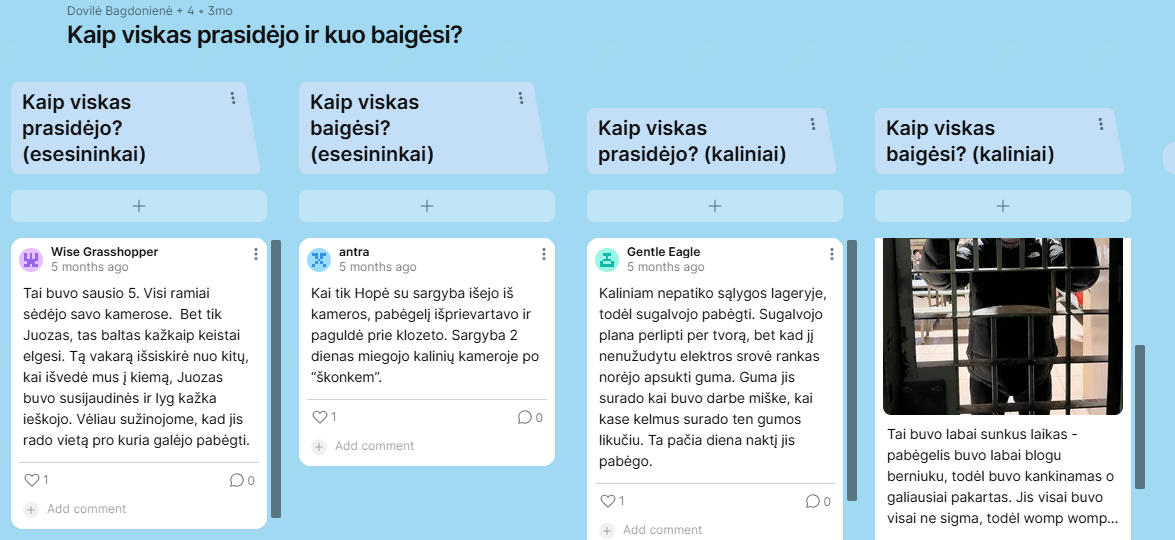 Dovilė Bagdonienė + 4 • 3mo
Kaip viskas prasidėjo ir kuo baigėsi?
Kaip viskas
prasidėjo?
(esesininkai)
Wise Grasshopper
5 months ago
Tai buvo sausio 5. Visi ramiai
sėdėjo savo kamerose.  Bet tik
Juozas, tas baltas kažkaip keistai
elgesi. Tą vakarą išsiskirė nuo kitų,
kai išvedė mus į kiemą, Juozas
buvo susijaudinės ir lyg kažka
ieškojo. Vėliau sužinojome, kad jis
rado vietą pro kuria galėjo pabėgti.
1
0
Add comment
Kaip viskas
baigėsi?
(esesininkai)
antra
5 months ago
Kai tik Hopė su sargyba išejo iš
kameros, pabėgelį išprievartavo ir
paguldė prie klozeto. Sargyba 2
dienas miegojo kalinių kameroje po
“škonkem”.
1
0
Add comment
Kaip viskas
prasidėjo? (kaliniai)
Gentle Eagle
5 months ago
Kaliniam nepatiko sąlygos lageryje,
todėl sugalvojo pabėgti. Sugalvojo
plana perlipti per tvorą, bet kad jį
nenužudytu elektros srovė rankas
norėjo apsukti guma. Guma jis
surado kai buvo darbe miške, kai
kase kelmus surado ten gumos
likučiu. Ta pačia diena naktį jis
pabėgo.
1
0
Add comment
Kaip viskas
baigėsi? (kaliniai)
Tai buvo labai sunkus laikas -
pabėgelis buvo labai blogu
berniuku, todėl buvo kankinamas o
galiausiai pakartas. Jis visai buvo
visai ne sigma, todėl womp womp...